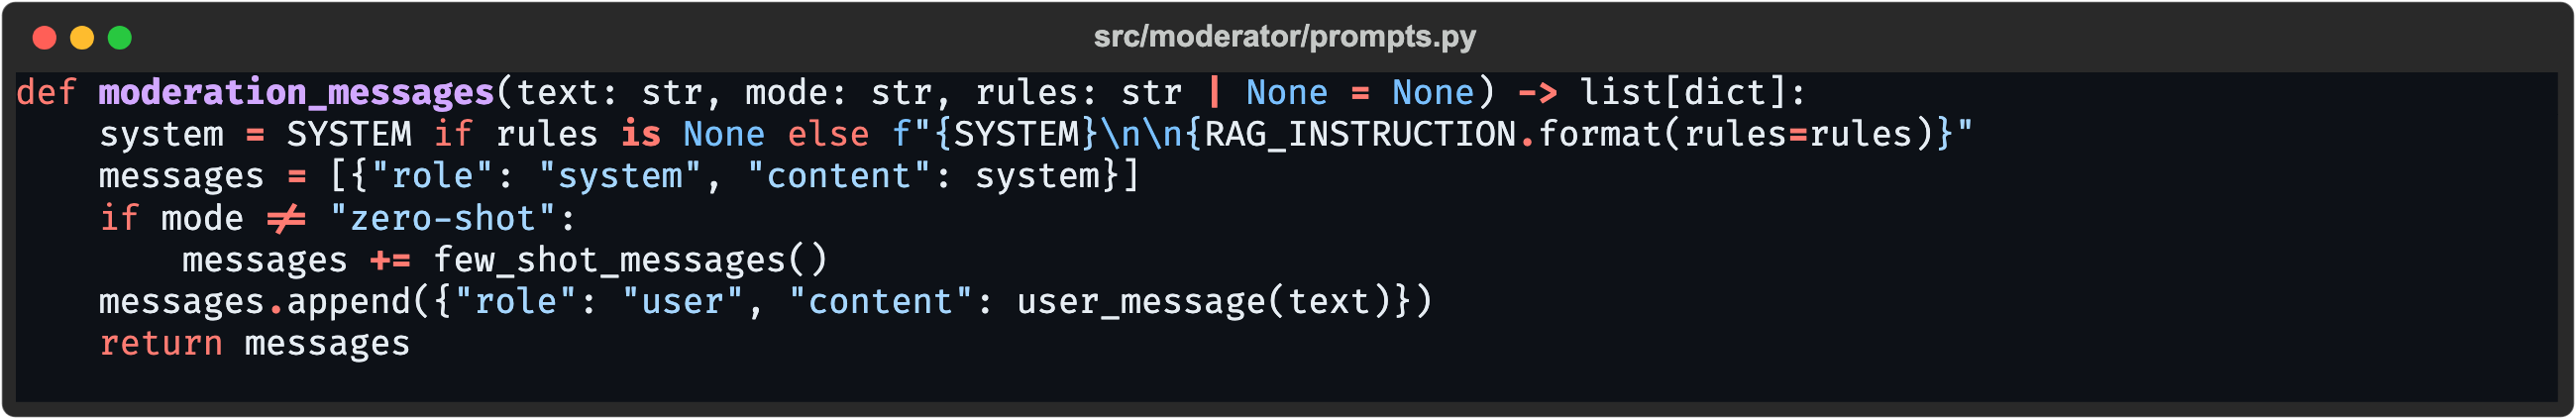 src/moderator/prompts.py
def moderation_messages(text: str, mode: str, rules: str | None = None) -> list[dict]:
    system = SYSTEM if rules is None else f"{SYSTEM}\n\n{RAG_INSTRUCTION.format(rules=rules)}"
    messages = [{"role": "system", "content": system}]
    if mode != "zero-shot":
        messages += few_shot_messages()
    messages.append({"role": "user", "content": user_message(text)})
    return messages